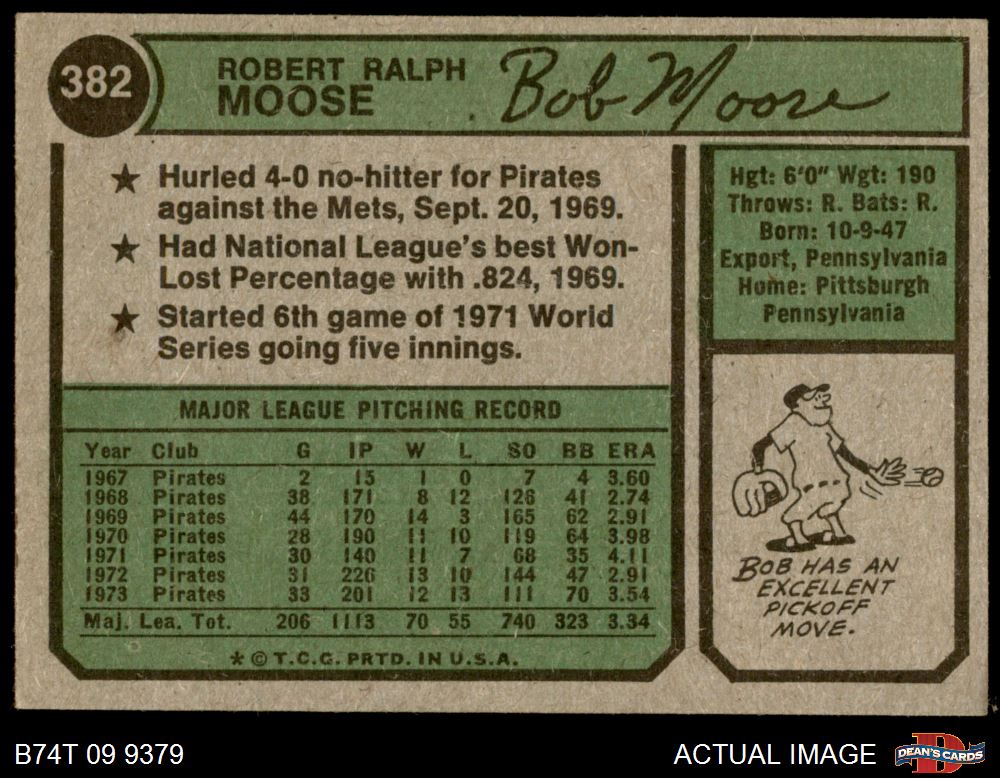 382
ROBERT RALPH
MOOSE
Bob Moose
★ Hurled 4-0 no-hitter for Pirates
against the Mets, Sept. 20, 1969.
★ Had National League's best Won-
Lost Percentage with .824, 1969.
★ Started 6th game of 1971 World
Series going five innings.
Hgt: 6'0" Wgt: 190
Throws: R. Bats: R.
Born: 10-9-47
Export, Pennsylvania
Home: Pittsburgh
Pennsylvania
MAJOR LEAGUE PITCHING RECORD
Year Club G IP W L SO BB ERA
1967 Pirates 2 15 1 0 7 4 3.60
1968 Pirates 38 171 8 12 126 41 2.74
1969 Pirates 44 170 14 3 165 62 2.91
1970 Pirates 28 190 11 10 119 64 3.98
1971 Pirates 30 140 11 7 68 35 4.11
1972 Pirates 31 226 13 10 144 47 2.91
1973 Pirates 33 201 12 13 111 70 3.54
Maj. Lea. Tot. 206 1113 70 55 740 323 3.34
* © T.C.G. PRTD. IN U.S.A.
BOB HAS AN
EXCELLENT
PICKOFF
MOVE.
B74T 09 9379
ACTUAL IMAGE
DEAN'S CARDS